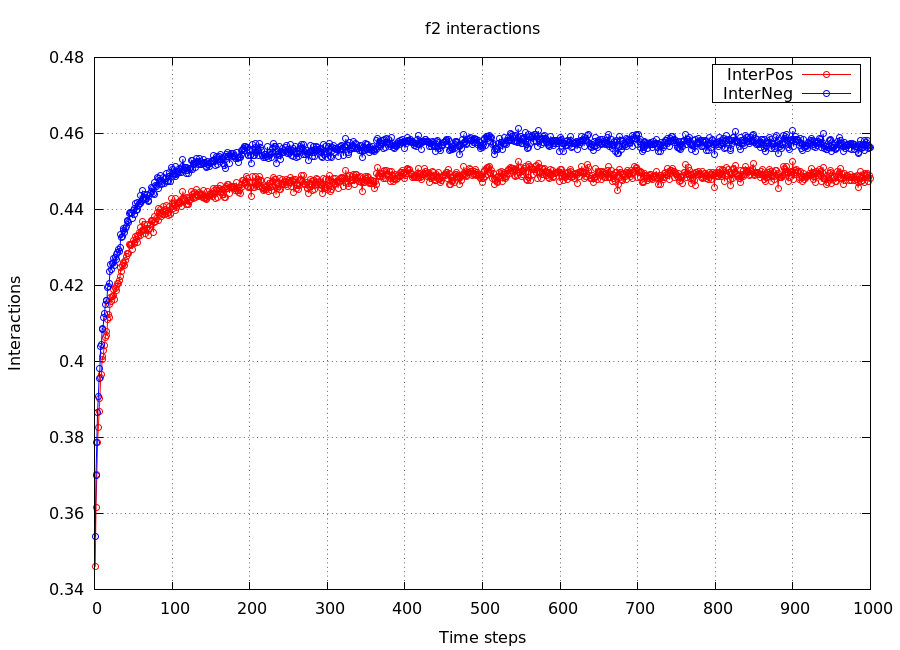 f2 interactions
InterPos
InterNeg
0.48
0.46
0.44
0.42
0.4
0.38
0.36
0.34
Interactions
0 100 200 300 400 500 600 700 800 900 1000
Time steps